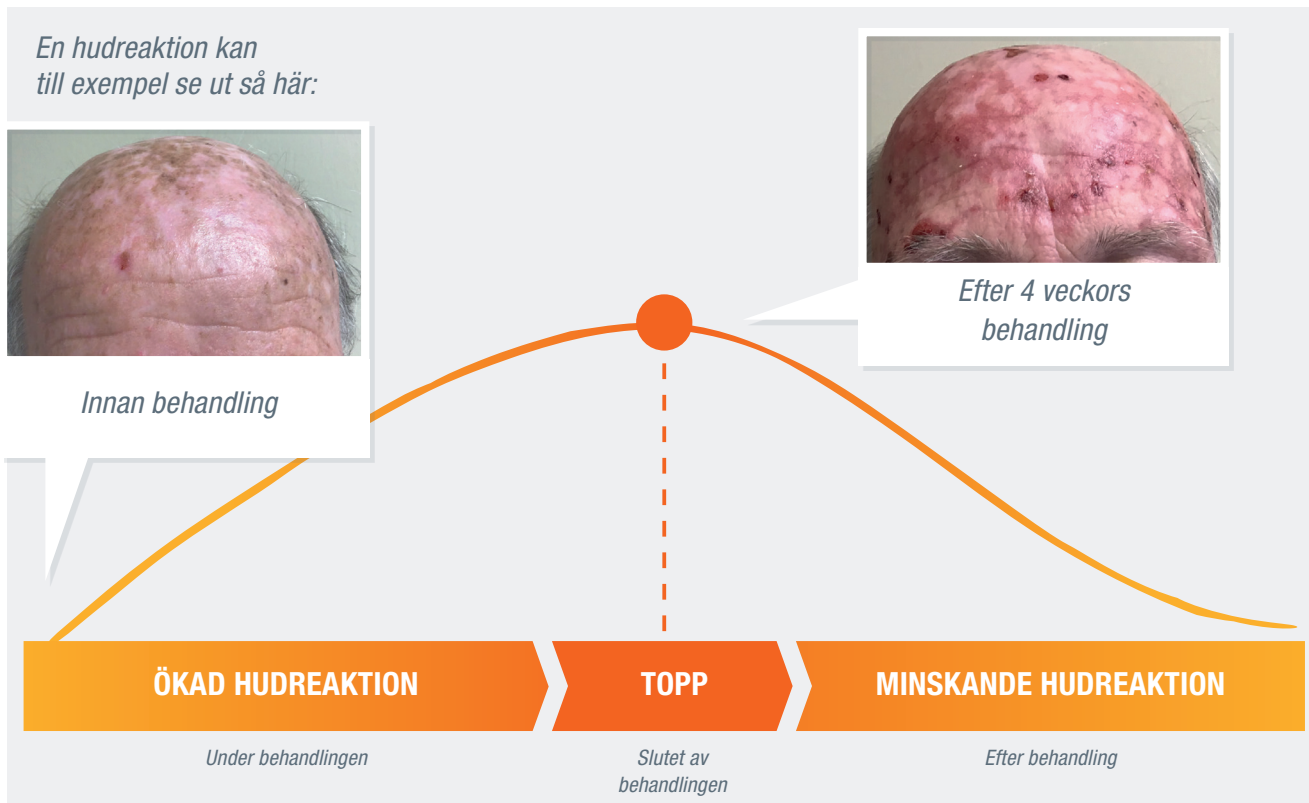 En hudreaktion kan
till exempel se ut så här:
Innan behandling
Efter 4 veckors
behandling
ÖKAD HUDREAKTION
TOPP
MINSKANDE HUDREAKTION
Under behandlingen
Slutet av
behandlingen
Efter behandling